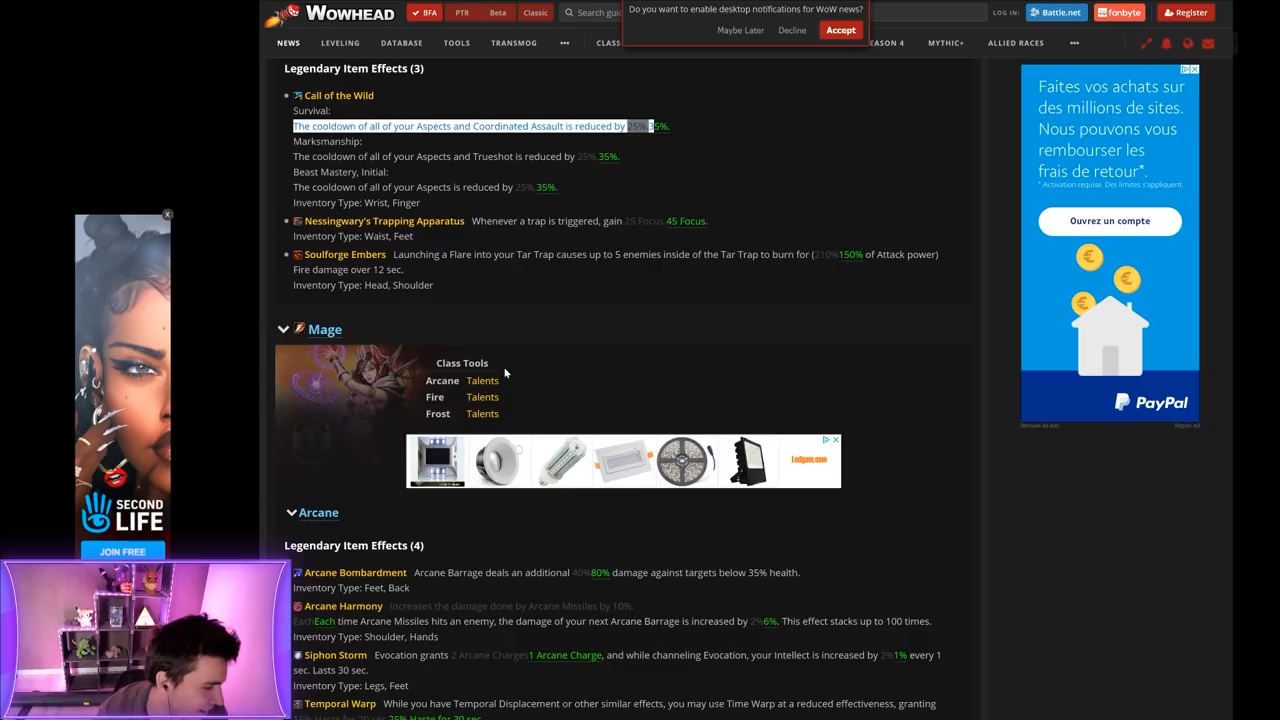 WOWHEAD
BFA
PTR
Beta
Classic
Search gui
Do you want to enable desktop notifications for WoW news?
Maybe Later
Decline
Accept
LOG IN:
Battle.net
fanbyte
Register
NEWS
LEVELING
DATABASE
TOOLS
TRANSMOG
•••
CLAS
EASON 4
MYTHIC+
ALLIED RACES
•••
Legendary Item Effects (3)
Call of the Wild
Survival:
The cooldown of all of your Aspects and Coordinated Assault is reduced by 25%.35%.
Marksmanship:
The cooldown of all of your Aspects and Trueshot is reduced by 25%.35%.
Beast Mastery, Initial:
The cooldown of all of your Aspects is reduced by 25%.35%.
Inventory Type: Wrist, Finger
Nessingwary's Trapping Apparatus Whenever a trap is triggered, gain 25 Focus.45 Focus.
Inventory Type: Waist, Feet
Soulforge Embers Launching a Flare into your Tar Trap causes up to 5 enemies inside of the Tar Trap to burn for (210%150% of Attack power)
Fire damage over 12 sec.
Inventory Type: Head, Shoulder
Mage
Class Tools
Arcane Talents
Fire Talents
Frost Talents
Ledgam.com
Arcane
Legendary Item Effects (4)
Arcane Bombardment Arcane Barrage deals an additional 40%80% damage against targets below 35% health.
Inventory Type: Feet, Back
Arcane Harmony Increases the damage done by Arcane Missiles by 10%.
EachEach time Arcane Missiles hits an enemy, the damage of your next Arcane Barrage is increased by 2%6%. This effect stacks up to 100 times.
Inventory Type: Shoulder, Hands
Siphon Storm Evocation grants 2 Arcane Charges1 Arcane Charge, and while channeling Evocation, your Intellect is increased by 2%1% every 1
sec. Lasts 30 sec.
Inventory Type: Legs, Feet
Temporal Warp While you have Temporal Displacement or other similar effects, you may use Time Warp at a reduced effectiveness, granting
Faites vos achats sur
des millions de sites.
Nous pouvons vous
rembourser les
frais de retour*.
* Activation requise. Des limites s'appliquent.
Ouvrez un compte
PayPal
Remove All Ads
Report Ad
x
SECOND
LIFE
JOIN FREE